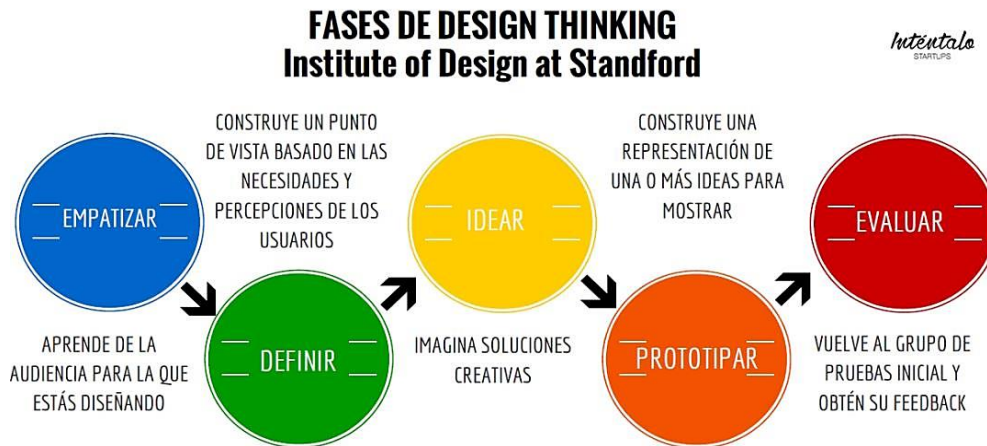 FASES DE DESIGN THINKING
Institute of Design at Standford
Inténtalo
STARTUPS
EMPATIZAR
APRENDE DE LA
AUDIENCIA PARA LA QUE
ESTÁS DISEÑANDO
CONSTRUYE UN PUNTO
DE VISTA BASADO EN LAS
NECESIDADES Y
PERCEPCIONES DE LOS
USUARIOS
DEFINIR
IDEAR
IMAGINA SOLUCIONES
CREATIVAS
CONSTRUYE UNA
REPRESENTACIÓN DE
UNA O MÁS IDEAS PARA
MOSTRAR
PROTOTIPAR
EVALUAR
VUELVE AL GRUPO DE
PRUEBAS INICIAL Y
OBTÉN SU FEEDBACK